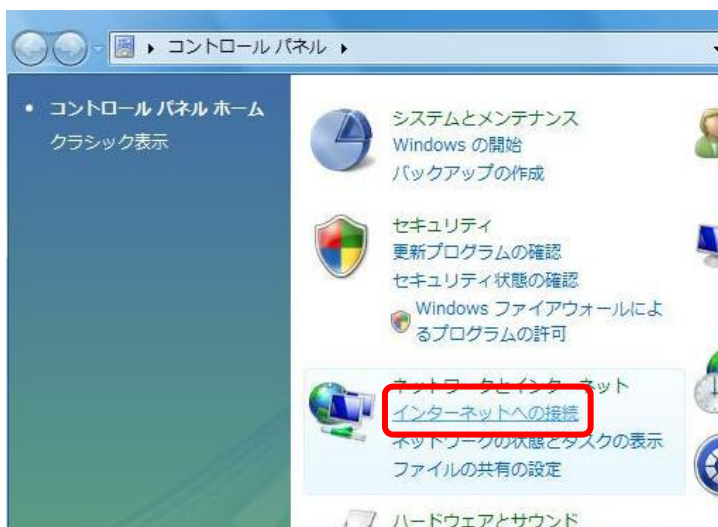 コントロール パネル
コントロール パネル ホーム
クラシック表示
システムとメンテナンス
Windows の開始
バックアップの作成
セキュリティ
更新プログラムの確認
セキュリティ状態の確認
Windows ファイアウォールによ
るプログラムの許可
ネットワークとインターネット
インターネットへの接続
ネットワークの状態とタスクの表示
ファイルの共有の設定
ハードウェアとサウンド